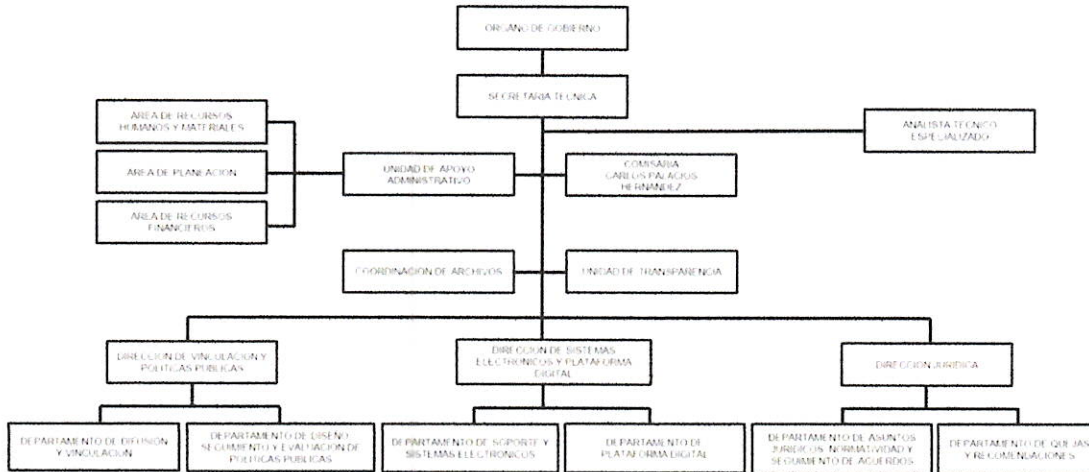 ORGANO DE GOBIERNO
SECRETARIA TECNICA
AREA DE RECURSOS
HUMANOS Y MATERIALES
ANALISTA TECNICO
ESPECIALIZADO
AREA DE PLANEACION
UNIDAD DE APOYO
ADMINISTRATIVO
COMISARIA
CARLOS PALACIOS
HERNANDEZ
AREA DE RECURSOS
FINANCIEROS
COORDINACION DE ARCHIVOS
UNIDAD DE TRANSPARENCIA
DIRECCION DE VINCULACION Y
POLITICAS PUBLICAS
DIRECCION DE SISTEMAS
ELECTRONICOS Y PLATAFORMA
DIGITAL
DIRECCION JURIDICA
DEPARTAMENTO DE DIFUSION
Y VINCULACION
DEPARTAMENTO DE DISEÑO
SEGUIMIENTO Y EVALUACION DE
POLITICAS PUBLICAS
DEPARTAMENTO DE SOPORTE Y
SISTEMAS ELECTRONICOS
DEPARTAMENTO DE
PLATAFORMA DIGITAL
DEPARTAMENTO DE ASUNTOS
JURIDICOS, NORMATIVIDAD Y
SEGUIMIENTO DE ACUERDOS
DEPARTAMENTO DE QUEJAS
Y RECOMENDACIONES